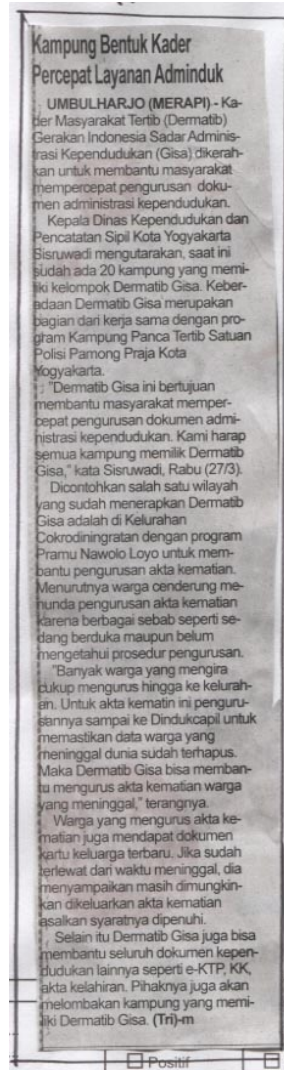 Kampung Bentuk Kader
Percepat Layanan Adminduk
UMBULHARJO (MERAPI) - Ka-
der Masyarakat Tertib (Dermatib)
Gerakan Indonesia Sadar Adminis-
trasi Kependudukan (Gisa) dikerah-
kan untuk membantu masyarakat
mempercepat pengurusan doku-
men administrasi kependudukan.
Kepala Dinas Kependudukan dan
Pencatatan Sipil Kota Yogyakarta
Sisruwadi mengutarakan, saat ini
sudah ada 20 kampung yang memi-
liki kelompok Dermatib Gisa. Keber-
adaan Dermatib Gisa merupakan
bagian dari kerja sama dengan pro-
gram Kampung Panca Tertib Satuan
Polisi Pamong Praja Kota
Yogyakarta.
"Dermatib Gisa ini bertujuan
membantu masyarakat memper-
cepat pengurusan dokumen admi-
nistrasi kependudukan. Kami harap
semua kampung memilik Dermatib
Gisa," kata Sisruwadi, Rabu (27/3).
Dicontohkan salah satu wilayah
yang sudah menerapkan Dermatib
Gisa adalah di Kelurahan
Cokrodiningratan dengan program
Pramu Nawolo Loyo untuk mem-
bantu pengurusan akta kematian.
Menurutnya warga cenderung me-
nunda pengurusan akta kematian
karena berbagai sebab seperti se-
dang berduka maupun belum
mengetahui prosedur pengurusan.
"Banyak warga yang mengira
cukup mengurus hingga ke kelurah-
an. Untuk akta kematin ini penguru-
sannya sampai ke Dindukcapil untuk
memastikan data warga yang
meninggal dunia sudah terhapus.
Maka Dermatib Gisa bisa memban-
tu mengurus akta kematian warga
yang meninggal," terangnya.
Warga yang mengurus akta ke-
matian juga mendapat dokumen
kartu keluarga terbaru. Jika sudah
terlewat dari waktu meninggal, dia
menyampaikan masih dimungkin-
kan dikeluarkan akta kematian
asalkan syaratnya dipenuhi.
Selain itu Dermatib Gisa juga bisa
membantu seluruh dokumen kepen-
dudukan lainnya seperti e-KTP, KK,
akta kelahiran. Pihaknya juga akan
melombakan kampung yang memi-
liki Dermatib Gisa. (Tri)-m
Positif